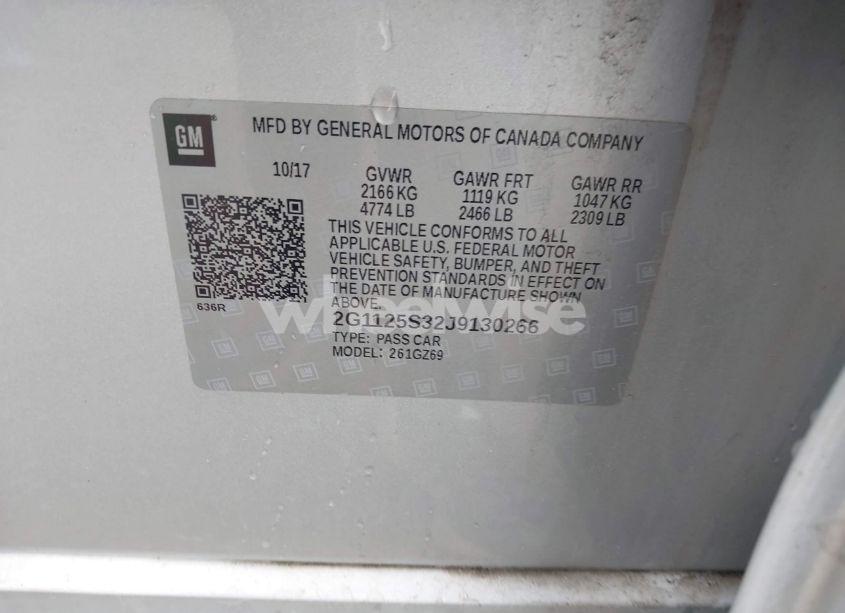 GM
MFD BY GENERAL MOTORS OF CANADA COMPANY
10/17
GVWR
2166 KG
4774 LB
GAWR FRT
1119 KG
2466 LB
GAWR RR
1047 KG
2309 LB
THIS VEHICLE CONFORMS TO ALL
APPLICABLE U.S. FEDERAL MOTOR
VEHICLE SAFETY, BUMPER, AND THEFT
PREVENTION STANDARDS IN EFFECT ON
THE DATE OF MANUFACTURE SHOWN
ABOVE.
636R
wheelwise
2G1125S32J9130266
TYPE: PASS CAR
MODEL: 261GZ69